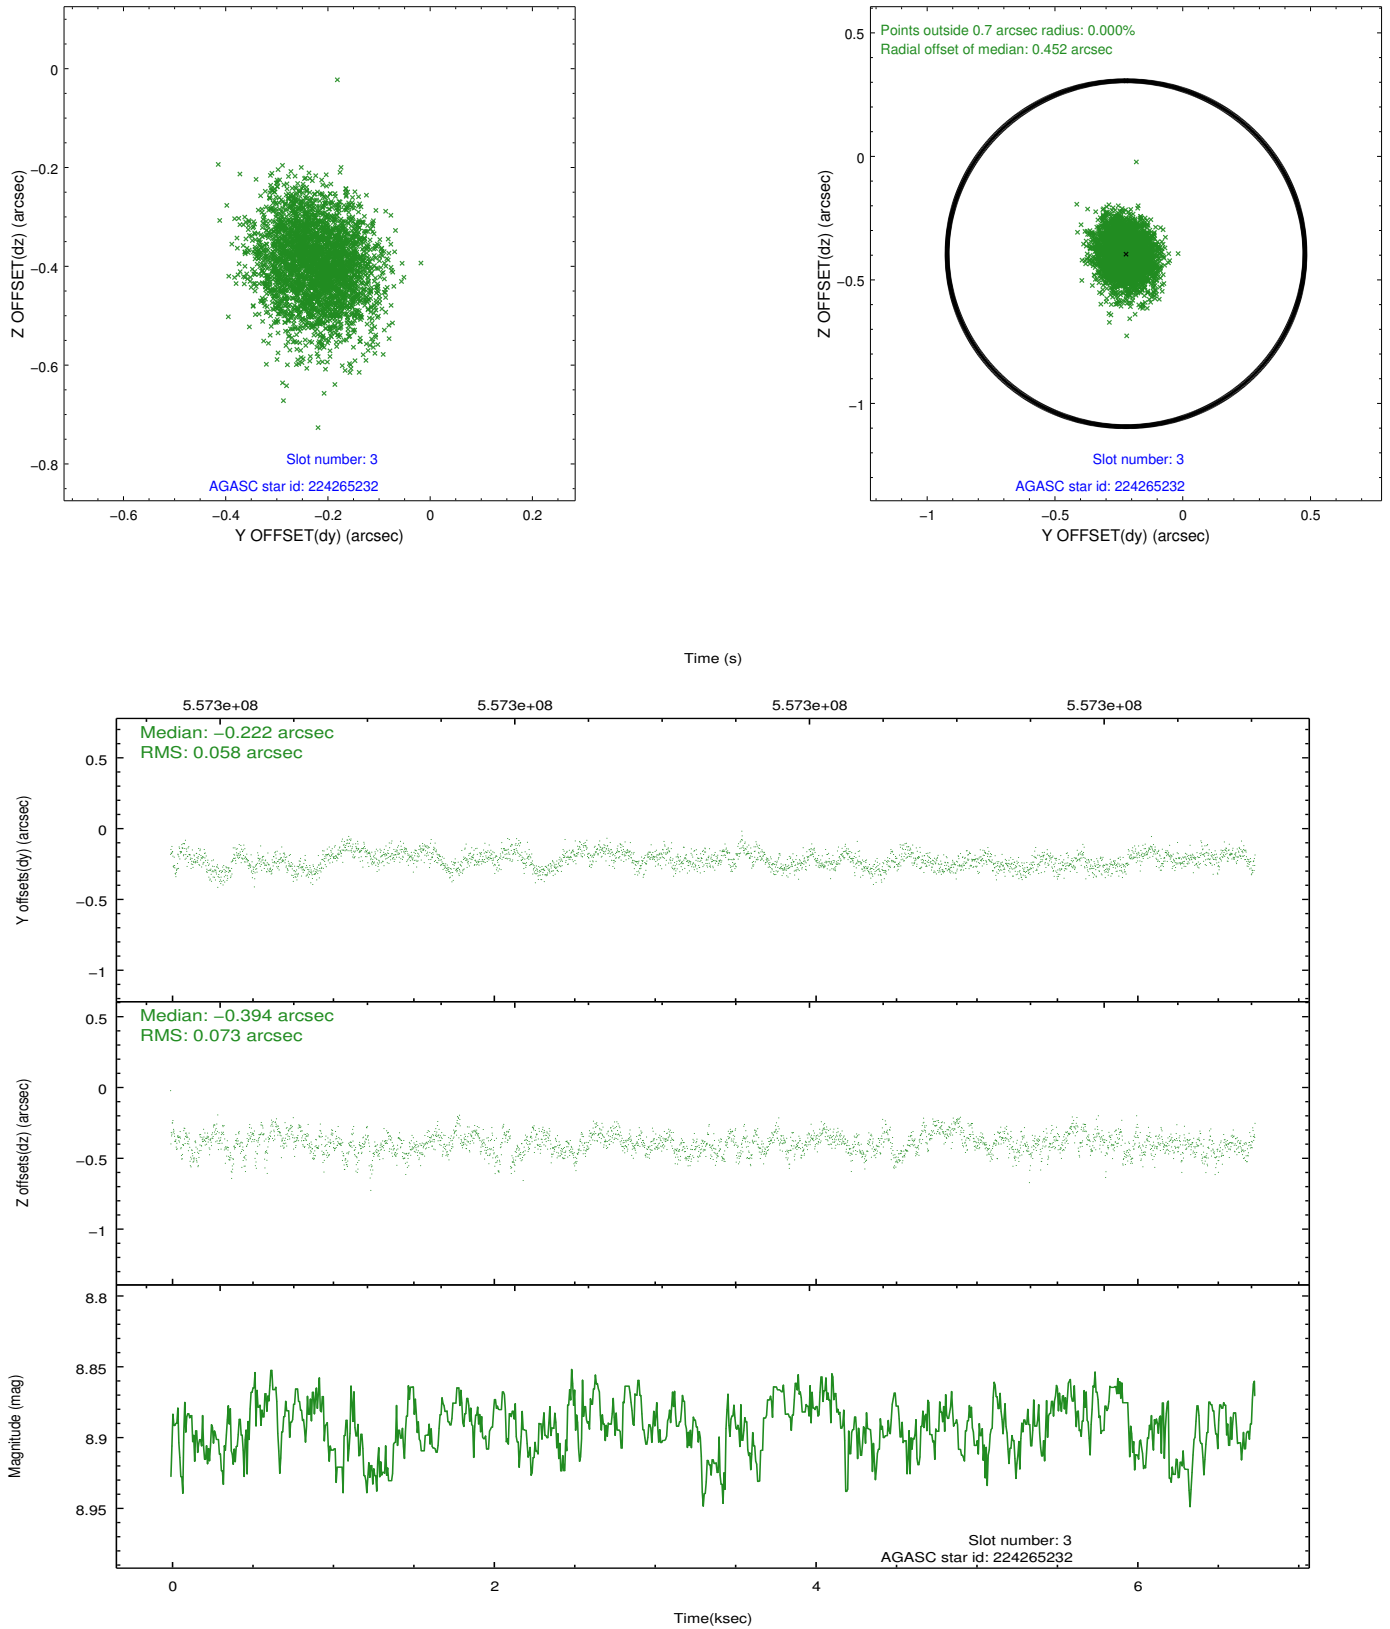 0
−0.2
−0.4
−0.6
−0.8
Z OFFSET(dz) (arcsec)
Slot number: 3
AGASC star id: 224265232
−0.6
−0.4
−0.2
0
0.2
Y OFFSET(dy) (arcsec)
Points outside 0.7 arcsec radius: 0.000%
Radial offset of median: 0.452 arcsec
0.5
0
−0.5
−1
Z OFFSET(dz) (arcsec)
Slot number: 3
AGASC star id: 224265232
−1
−0.5
0
0.5
Y OFFSET(dy) (arcsec)
Time (s)
5.573e+08
5.573e+08
5.573e+08
5.573e+08
Median: −0.222 arcsec
RMS: 0.058 arcsec
0.5
0
−0.5
−1
Y offsets(dy) (arcsec)
Median: −0.394 arcsec
RMS: 0.073 arcsec
0.5
0
−0.5
−1
Z offsets(dz) (arcsec)
8.8
8.85
8.9
8.95
Magnitude (mag)
Slot number: 3
AGASC star id: 224265232
0
2
4
6
Time(ksec)